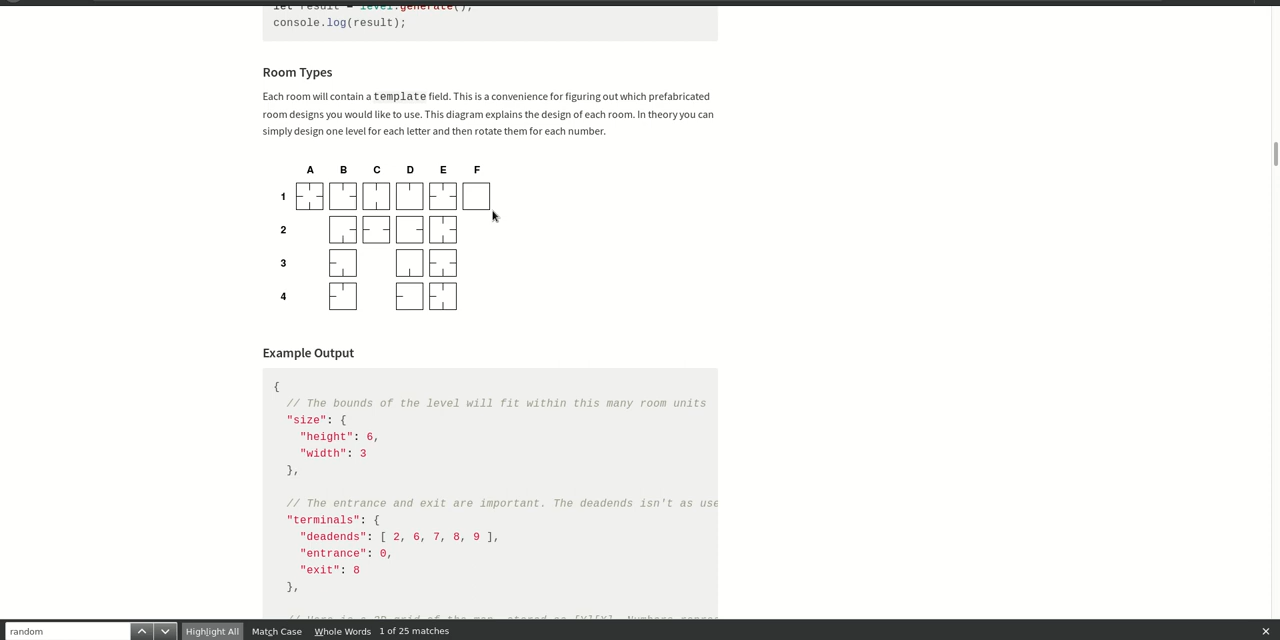 let result = level.generate();
console.log(result);
Room Types
Each room will contain a template field. This is a convenience for figuring out which prefabricated
room designs you would like to use. This diagram explains the design of each room. In theory you can
simply design one level for each letter and then rotate them for each number.
A B C D E F
1
2
3
4
Example Output
{
// The bounds of the level will fit within this many room units
"size": {
"height": 6,
"width": 3
},
// The entrance and exit are important. The deadends isn't as use
"terminals": {
"deadends": [ 2, 6, 7, 8, 9 ],
"entrance": 0,
"exit": 8
},
random
Highlight All Match Case Whole Words 1 of 25 matches